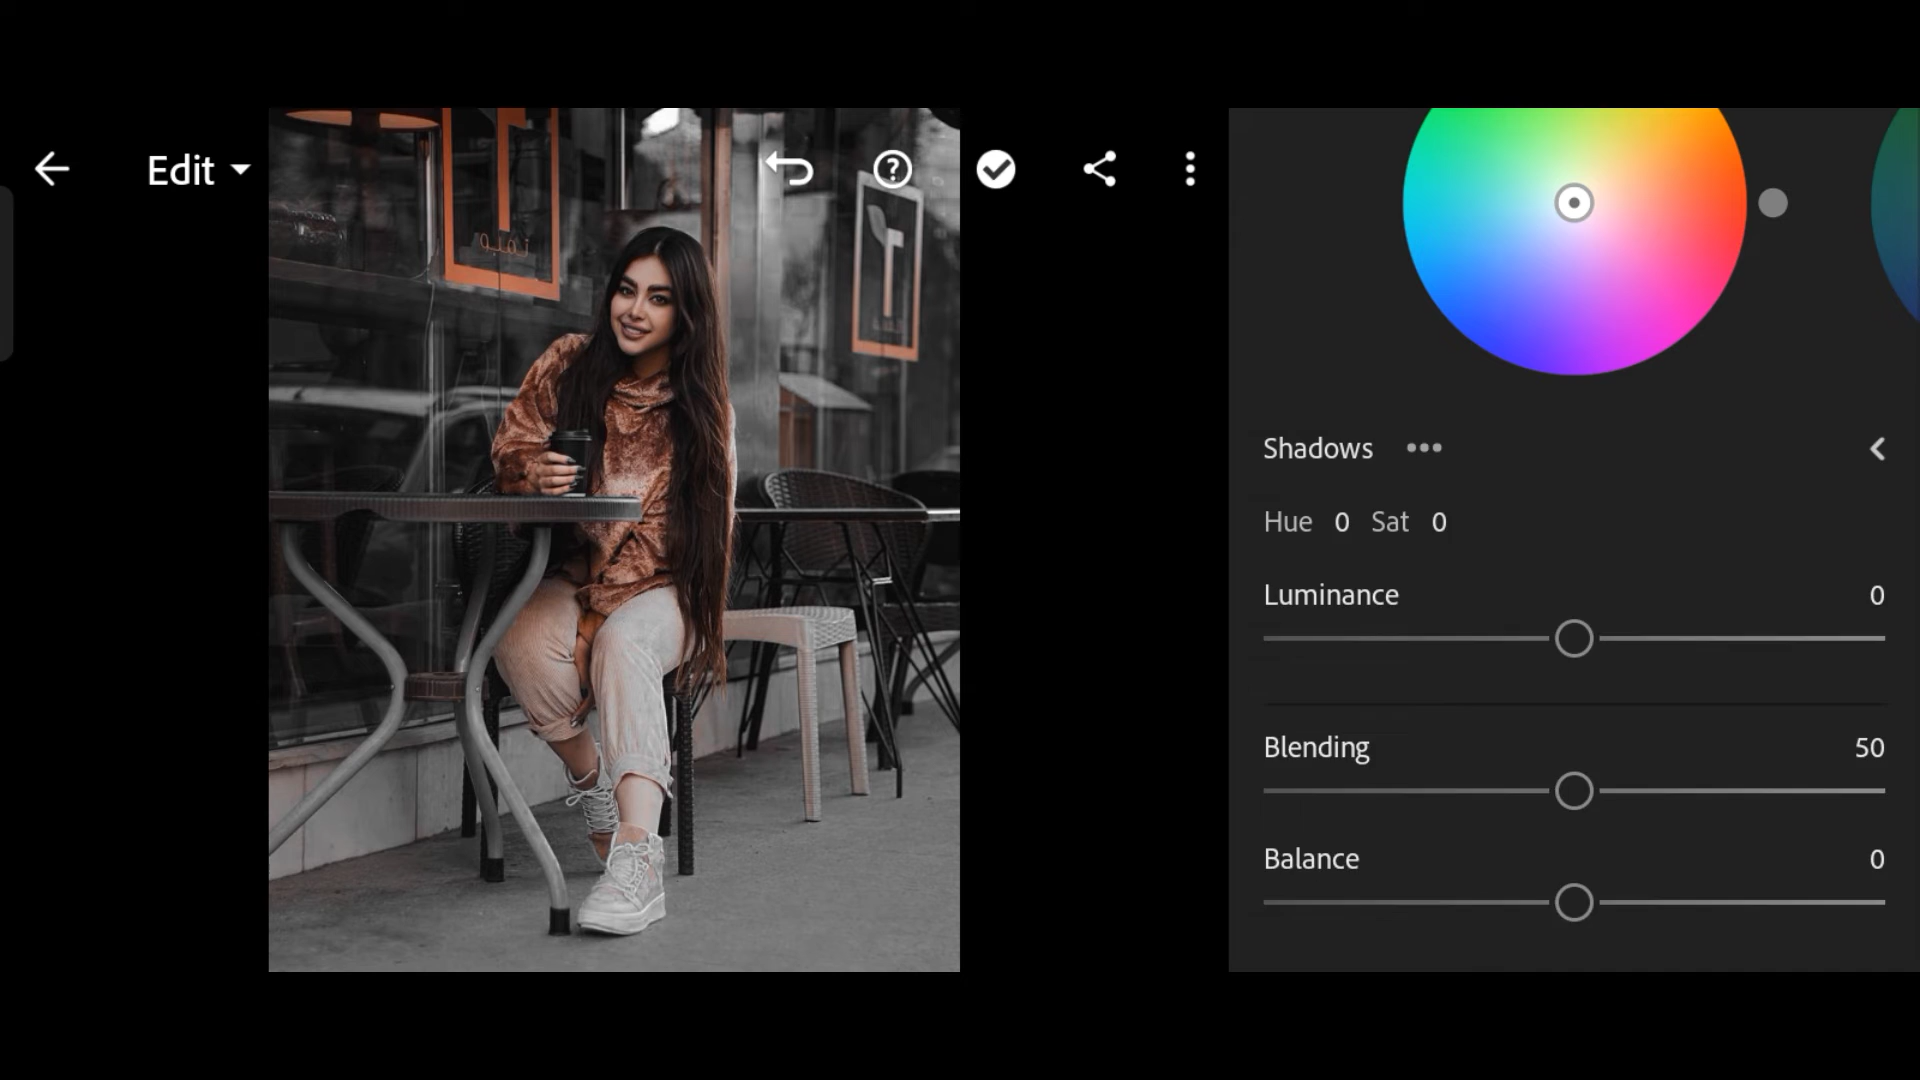 Edit
Shadows
Hue 0 Sat 0
Luminance 0
Blending 50
Balance 0